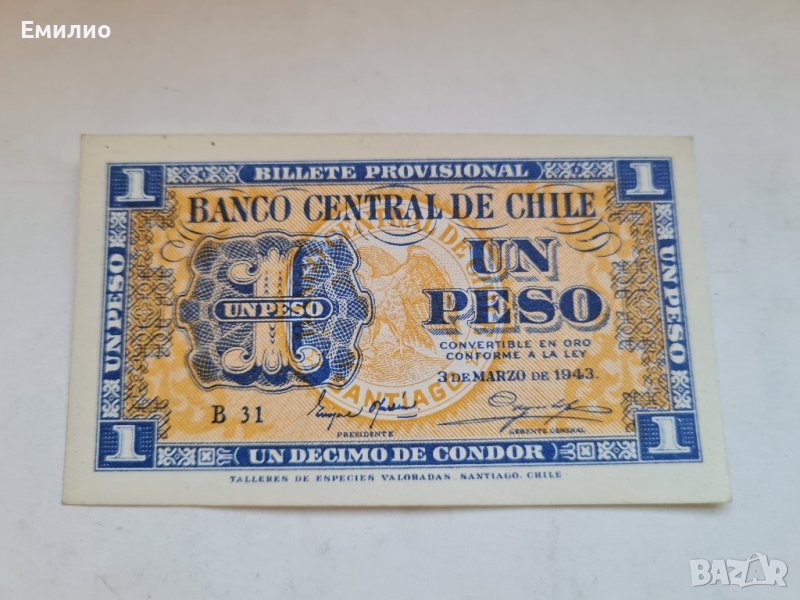 Емилио
BILLETE PROVISIONAL
1 1
BANCO CENTRAL DE CHILE
UN PESO
UN PESO
UN
PESO
UN PESO
CONVERTIBLE EN ORO
CONFORME A LA LEY
3 DE MARZO DE 1943.
SANTIAGO
B 31
PRESIDENTE
GERENTE GENERAL
1 1
UN DECIMO DE CONDOR
TALLERES DE ESPECIES VALORADAS SANTIAGO. CHILE
BAZAR